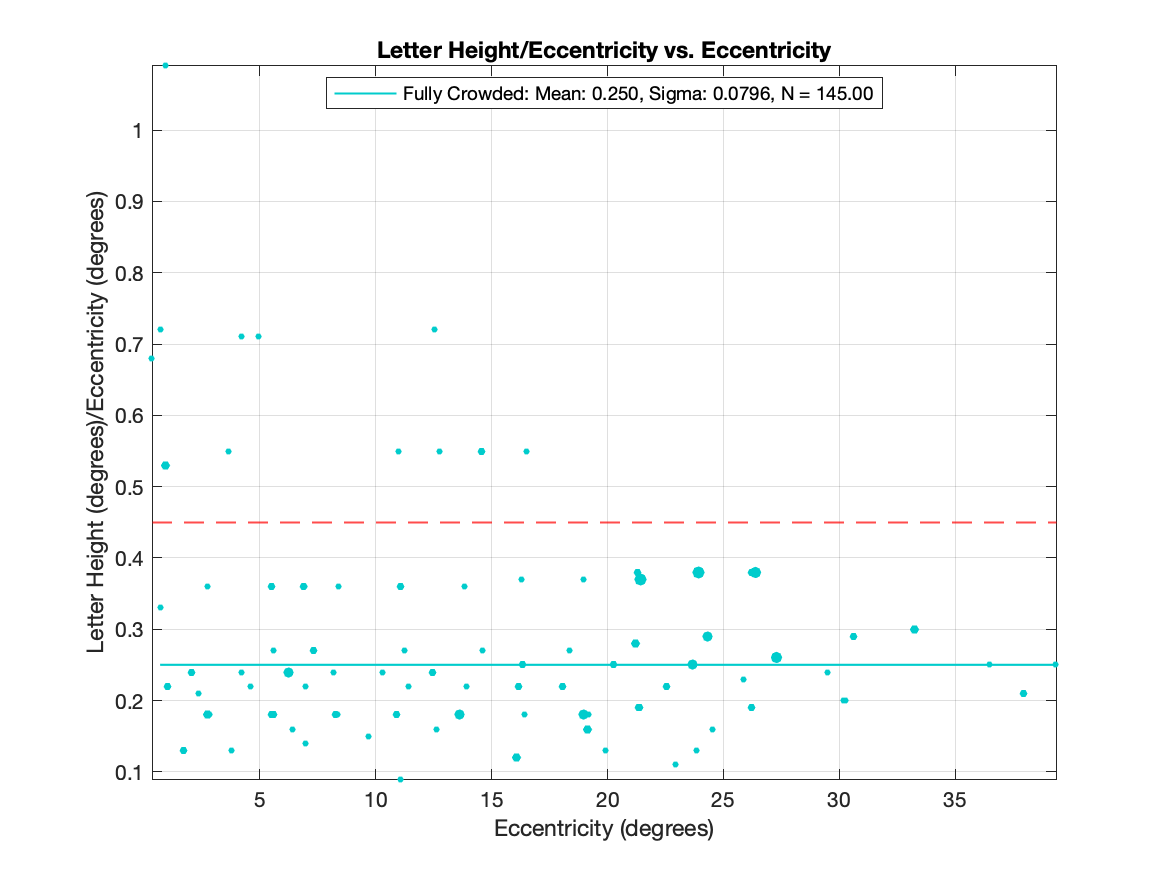 Letter Height/Eccentricity vs. Eccentricity
Fully Crowded: Mean: 0.250, Sigma: 0.0796, N = 145.00
Letter Height (degrees)/Eccentricity (degrees)
1
0.9
0.8
0.7
0.6
0.5
0.4
0.3
0.2
0.1
5 10 15 20 25 30 35
Eccentricity (degrees)